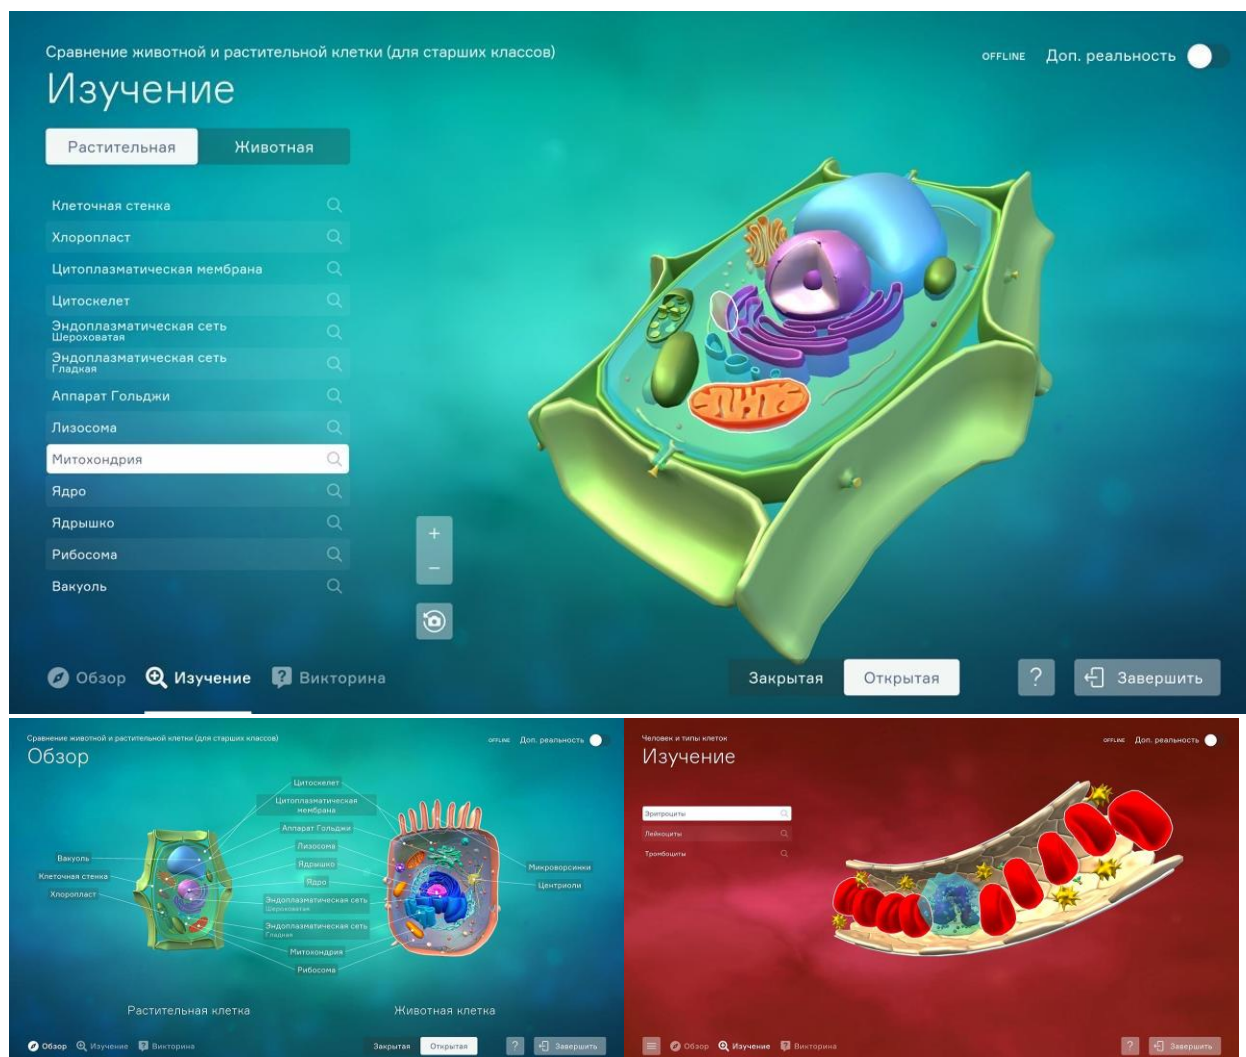 Сравнение животной и растительной клетки (для старших классов)
OFFLINE Доп. реальность
Изучение
Растительная Животная
Клеточная стенка
Хлоропласт
Цитоплазматическая мембрана
Цитоскелет
Эндоплазматическая сеть
Шероховатая
Эндоплазматическая сеть
Гладкая
Аппарат Гольджи
Лизосома
Митохондрия
Ядро
Ядрышко
Рибосома
Вакуоль
+
−
Обзор Изучение Викторина
Закрытая Открытая ? Завершить
Сравнение животной и растительной клетки (для старших классов)
OFFLINE Доп. реальность
Обзор
Цитоскелет
Цитоплазматическая
мембрана
Аппарат Гольджи
Лизосома
Ядрышко
Ядро
Эндоплазматическая сеть
Шероховатая
Эндоплазматическая сеть
Гладкая
Митохондрия
Рибосома
Вакуоль
Клеточная стенка
Хлоропласт
Микроворсинки
Центриоли
Растительная клетка
Животная клетка
Обзор Изучение Викторина
Закрытая Открытая ? Завершить
Человек и типы клеток
OFFLINE Доп. реальность
Изучение
Эритроциты
Лейкоциты
Тромбоциты
Обзор Изучение Викторина
? Завершить